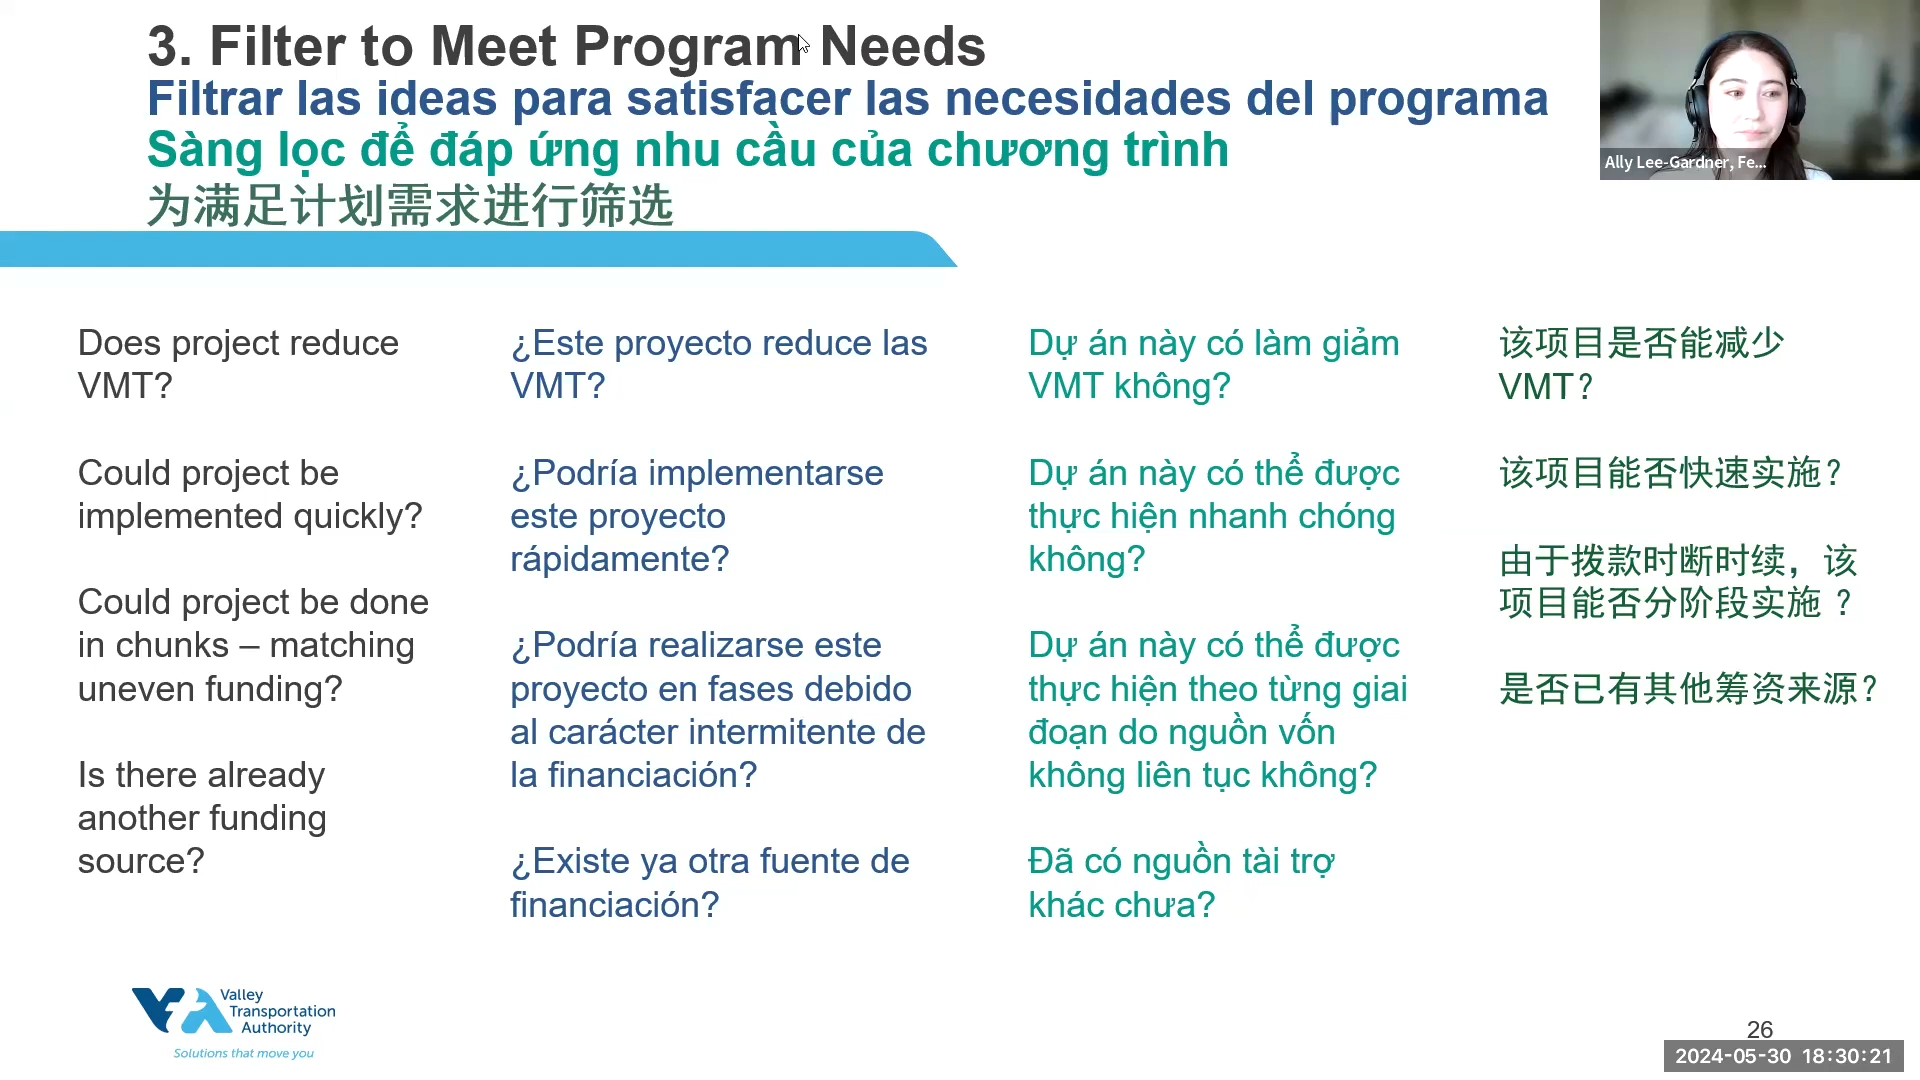 3. Filter to Meet Program Needs
Filtrar las ideas para satisfacer las necesidades del programa
Sàng lọc để đáp ứng nhu cầu của chương trình
为满足计划需求进行筛选
Ally Lee-Gardner, Fe...
Does project reduce
VMT?
Could project be
implemented quickly?
Could project be done
in chunks – matching
uneven funding?
Is there already
another funding
source?
¿Este proyecto reduce las
VMT?
¿Podría implementarse
este proyecto
rápidamente?
¿Podría realizarse este
proyecto en fases debido
al carácter intermitente de
la financiación?
¿Existe ya otra fuente de
financiación?
Dự án này có làm giảm
VMT không?
Dự án này có thể được
thực hiện nhanh chóng
không?
Dự án này có thể được
thực hiện theo từng giai
đoạn do nguồn vốn
không liên tục không?
Đã có nguồn tài trợ
khác chưa?
该项目是否能减少
VMT？
该项目能否快速实施？
由于拨款时断时续，该
项目能否分阶段实施 ？
是否已有其他筹资来源？
VTA
Valley
Transportation
Authority
Solutions that move you
26
2024-05-30 18:30:21